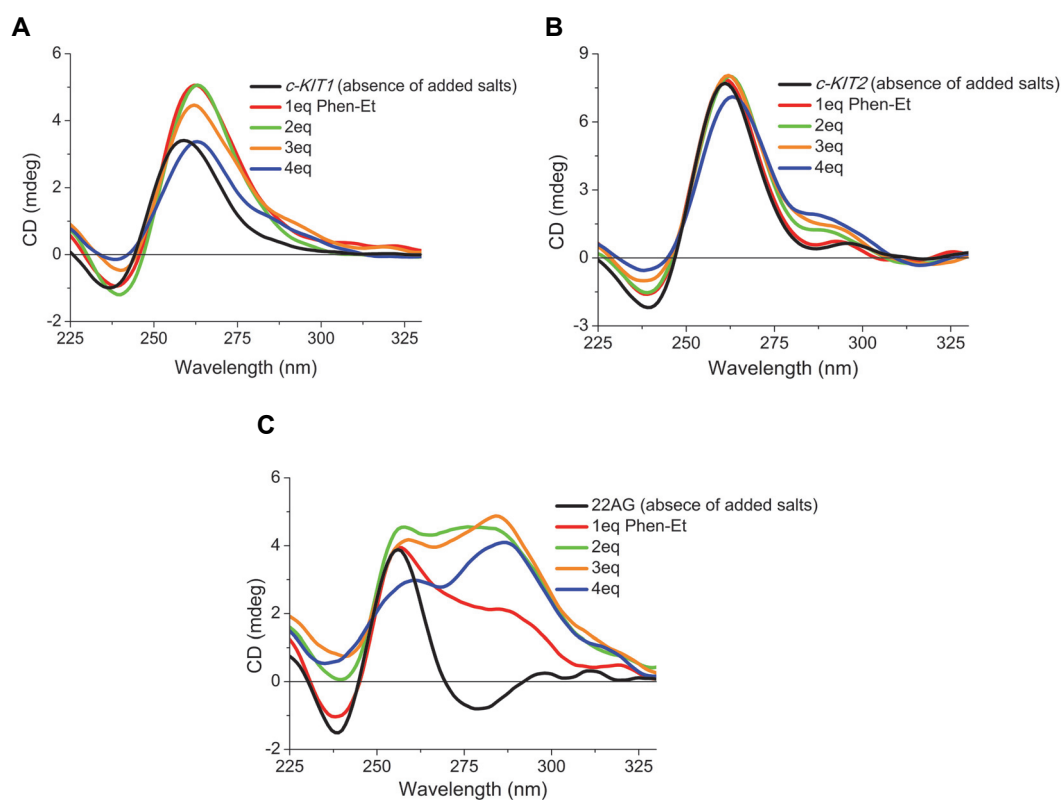 A
6
4
2
0
-2
225
250
275
300
325
CD (mdeg)
Wavelength (nm)
c-KIT1 (absence of added salts)
1eq Phen-Et
2eq
3eq
4eq
B
9
6
3
0
-3
225
250
275
300
325
CD (mdeg)
Wavelength (nm)
c-KIT2 (absence of added salts)
1eq Phen-Et
2eq
3eq
4eq
C
6
4
2
0
-2
225
250
275
300
325
CD (mdeg)
Wavelength (nm)
22AG (absece of added salts)
1eq Phen-Et
2eq
3eq
4eq